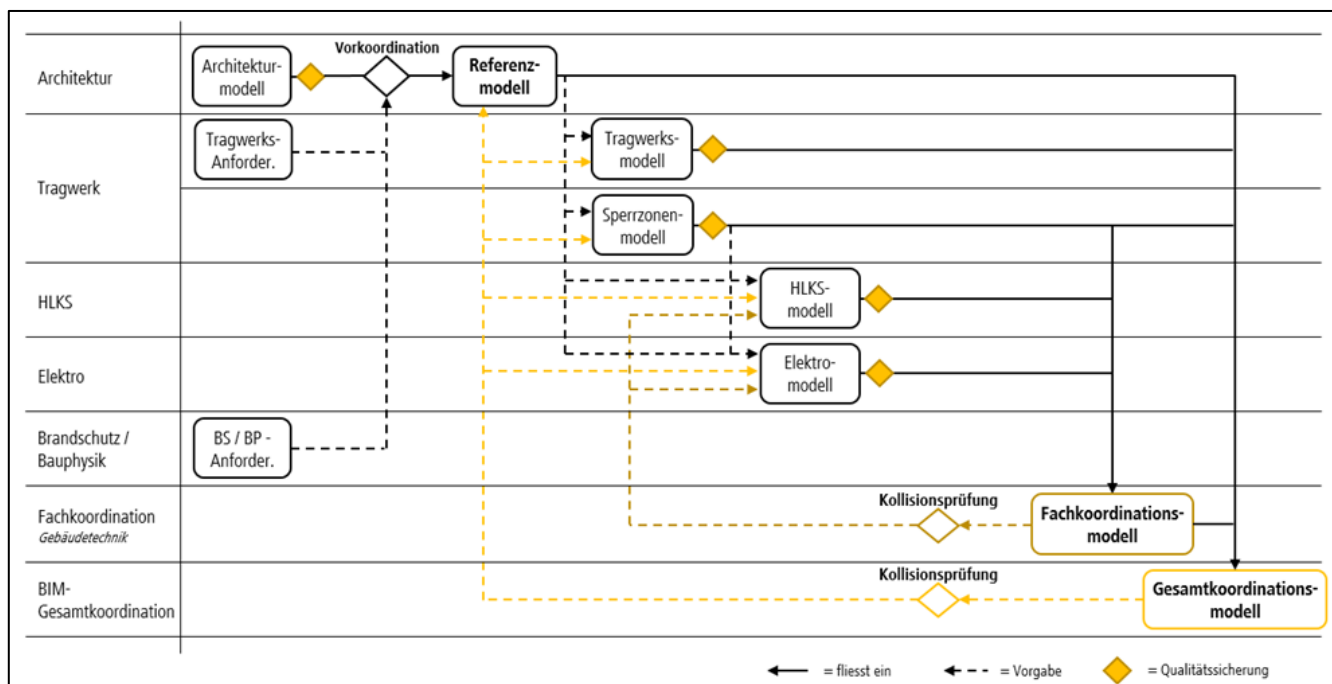 Vorkoordination
Architektur
Architektur-
modell
Referenz-
modell
Tragwerk
Tragwerks-
Anforder.
Tragwerks-
modell
Sperrzonen-
modell
HLKS
HLKS-
modell
Elektro
Elektro-
modell
Brandschutz /
Bauphysik
BS / BP -
Anforder.
Fachkoordination
Gebäudetechnik
Kollisionsprüfung
Fachkoordinations-
modell
BIM-
Gesamtkoordination
Kollisionsprüfung
Gesamtkoordinations-
modell
= fliesst ein
= Vorgabe
= Qualitätssicherung